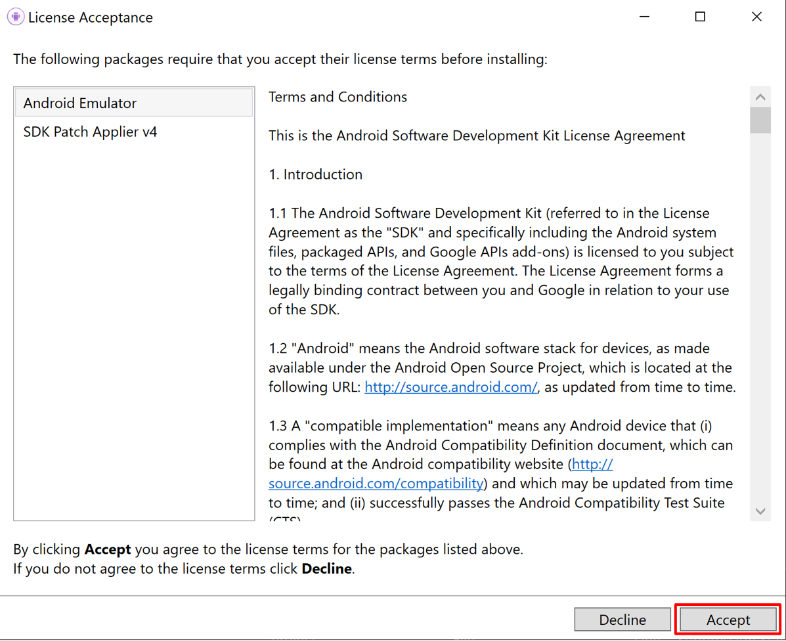 License Acceptance
The following packages require that you accept their license terms before installing:
Android Emulator
SDK Patch Applier v4
Terms and Conditions
This is the Android Software Development Kit License Agreement
1. Introduction
1.1 The Android Software Development Kit (referred to in the License
Agreement as the "SDK" and specifically including the Android system
files, packaged APIs, and Google APIs add-ons) is licensed to you subject
to the terms of the License Agreement. The License Agreement forms a
legally binding contract between you and Google in relation to your use
of the SDK.
1.2 "Android" means the Android software stack for devices, as made
available under the Android Open Source Project, which is located at the
following URL: http://source.android.com/, as updated from time to time.
1.3 A "compatible implementation" means any Android device that (i)
complies with the Android Compatibility Definition document, which can
be found at the Android compatibility website (http://
source.android.com/compatibility) and which may be updated from time
to time; and (ii) successfully passes the Android Compatibility Test Suite
(CTS)
By clicking Accept you agree to the license terms for the packages listed above.
If you do not agree to the license terms click Decline.
Decline
Accept